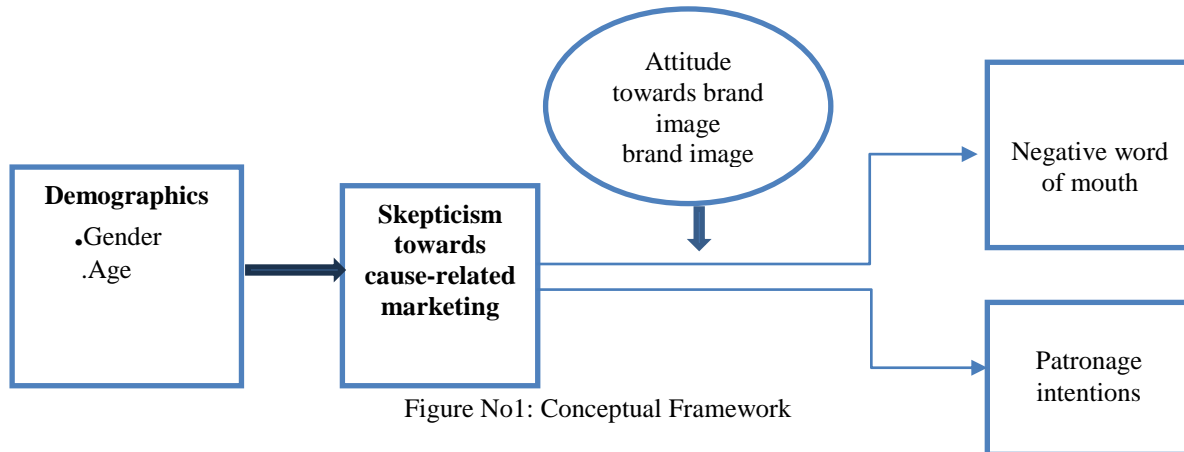 Demographics
.Gender
.Age
Skepticism
towards
cause-related
marketing
Attitude
towards brand
image
brand image
Negative word
of mouth
Patronage
intentions
Figure No1: Conceptual Framework